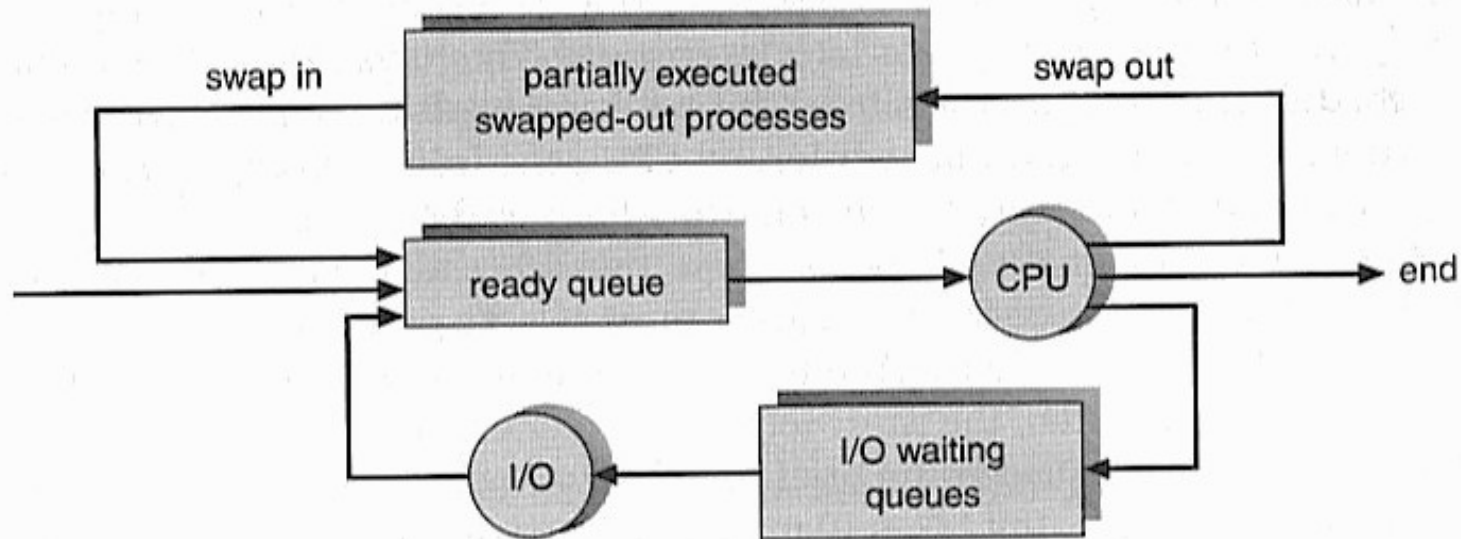 swap in
partially executed
swapped-out processes
swap out
ready queue
CPU
end
I/O
I/O waiting
queues